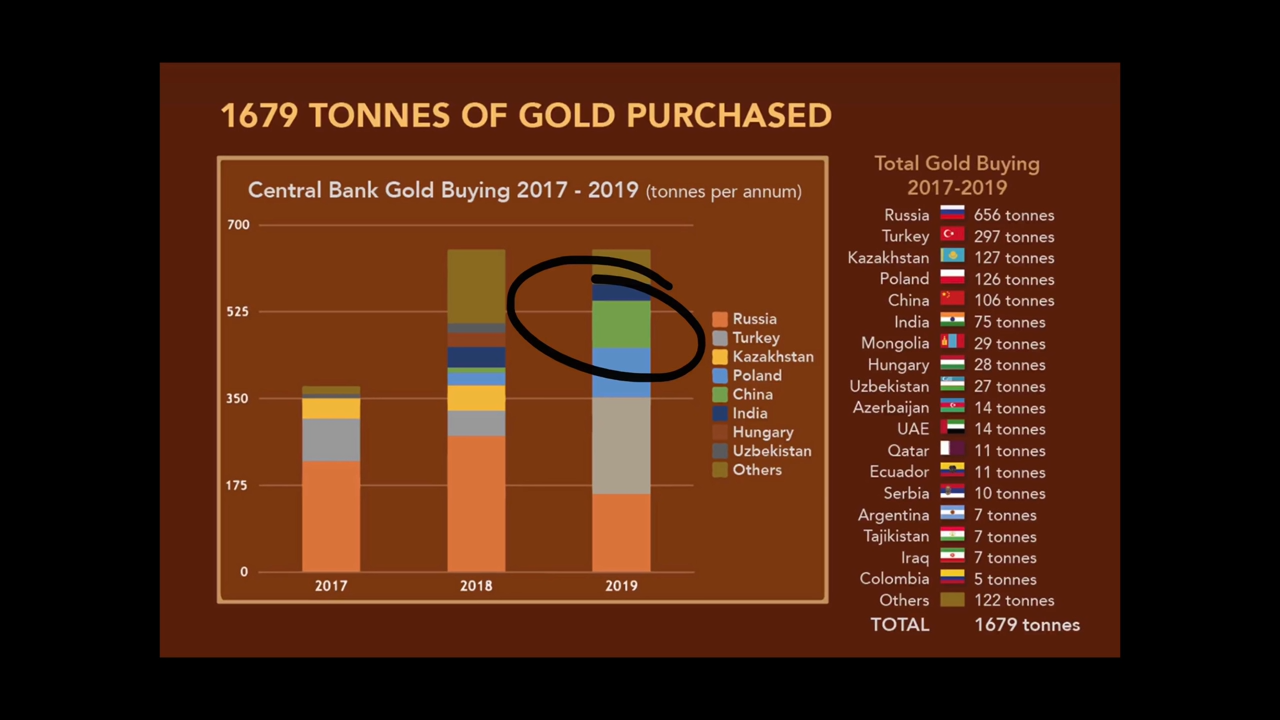 1679 TONNES OF GOLD PURCHASED
Central Bank Gold Buying 2017 - 2019 (tonnes per annum)
700
525
350
175
0
2017 2018 2019
Russia
Turkey
Kazakhstan
Poland
China
India
Hungary
Uzbekistan
Others
Total Gold Buying
2017-2019
Russia 656 tonnes
Turkey 297 tonnes
Kazakhstan 127 tonnes
Poland 126 tonnes
China 106 tonnes
India 75 tonnes
Mongolia 29 tonnes
Hungary 28 tonnes
Uzbekistan 27 tonnes
Azerbaijan 14 tonnes
UAE 14 tonnes
Qatar 11 tonnes
Ecuador 11 tonnes
Serbia 10 tonnes
Argentina 7 tonnes
Tajikistan 7 tonnes
Iraq 7 tonnes
Colombia 5 tonnes
Others 122 tonnes
TOTAL 1679 tonnes